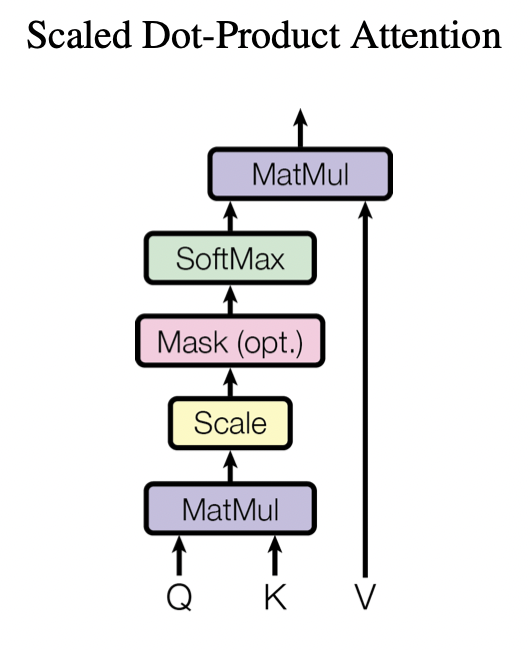 Scaled Dot-Product Attention
MatMul
SoftMax
Mask (opt.)
Scale
MatMul
Q K V